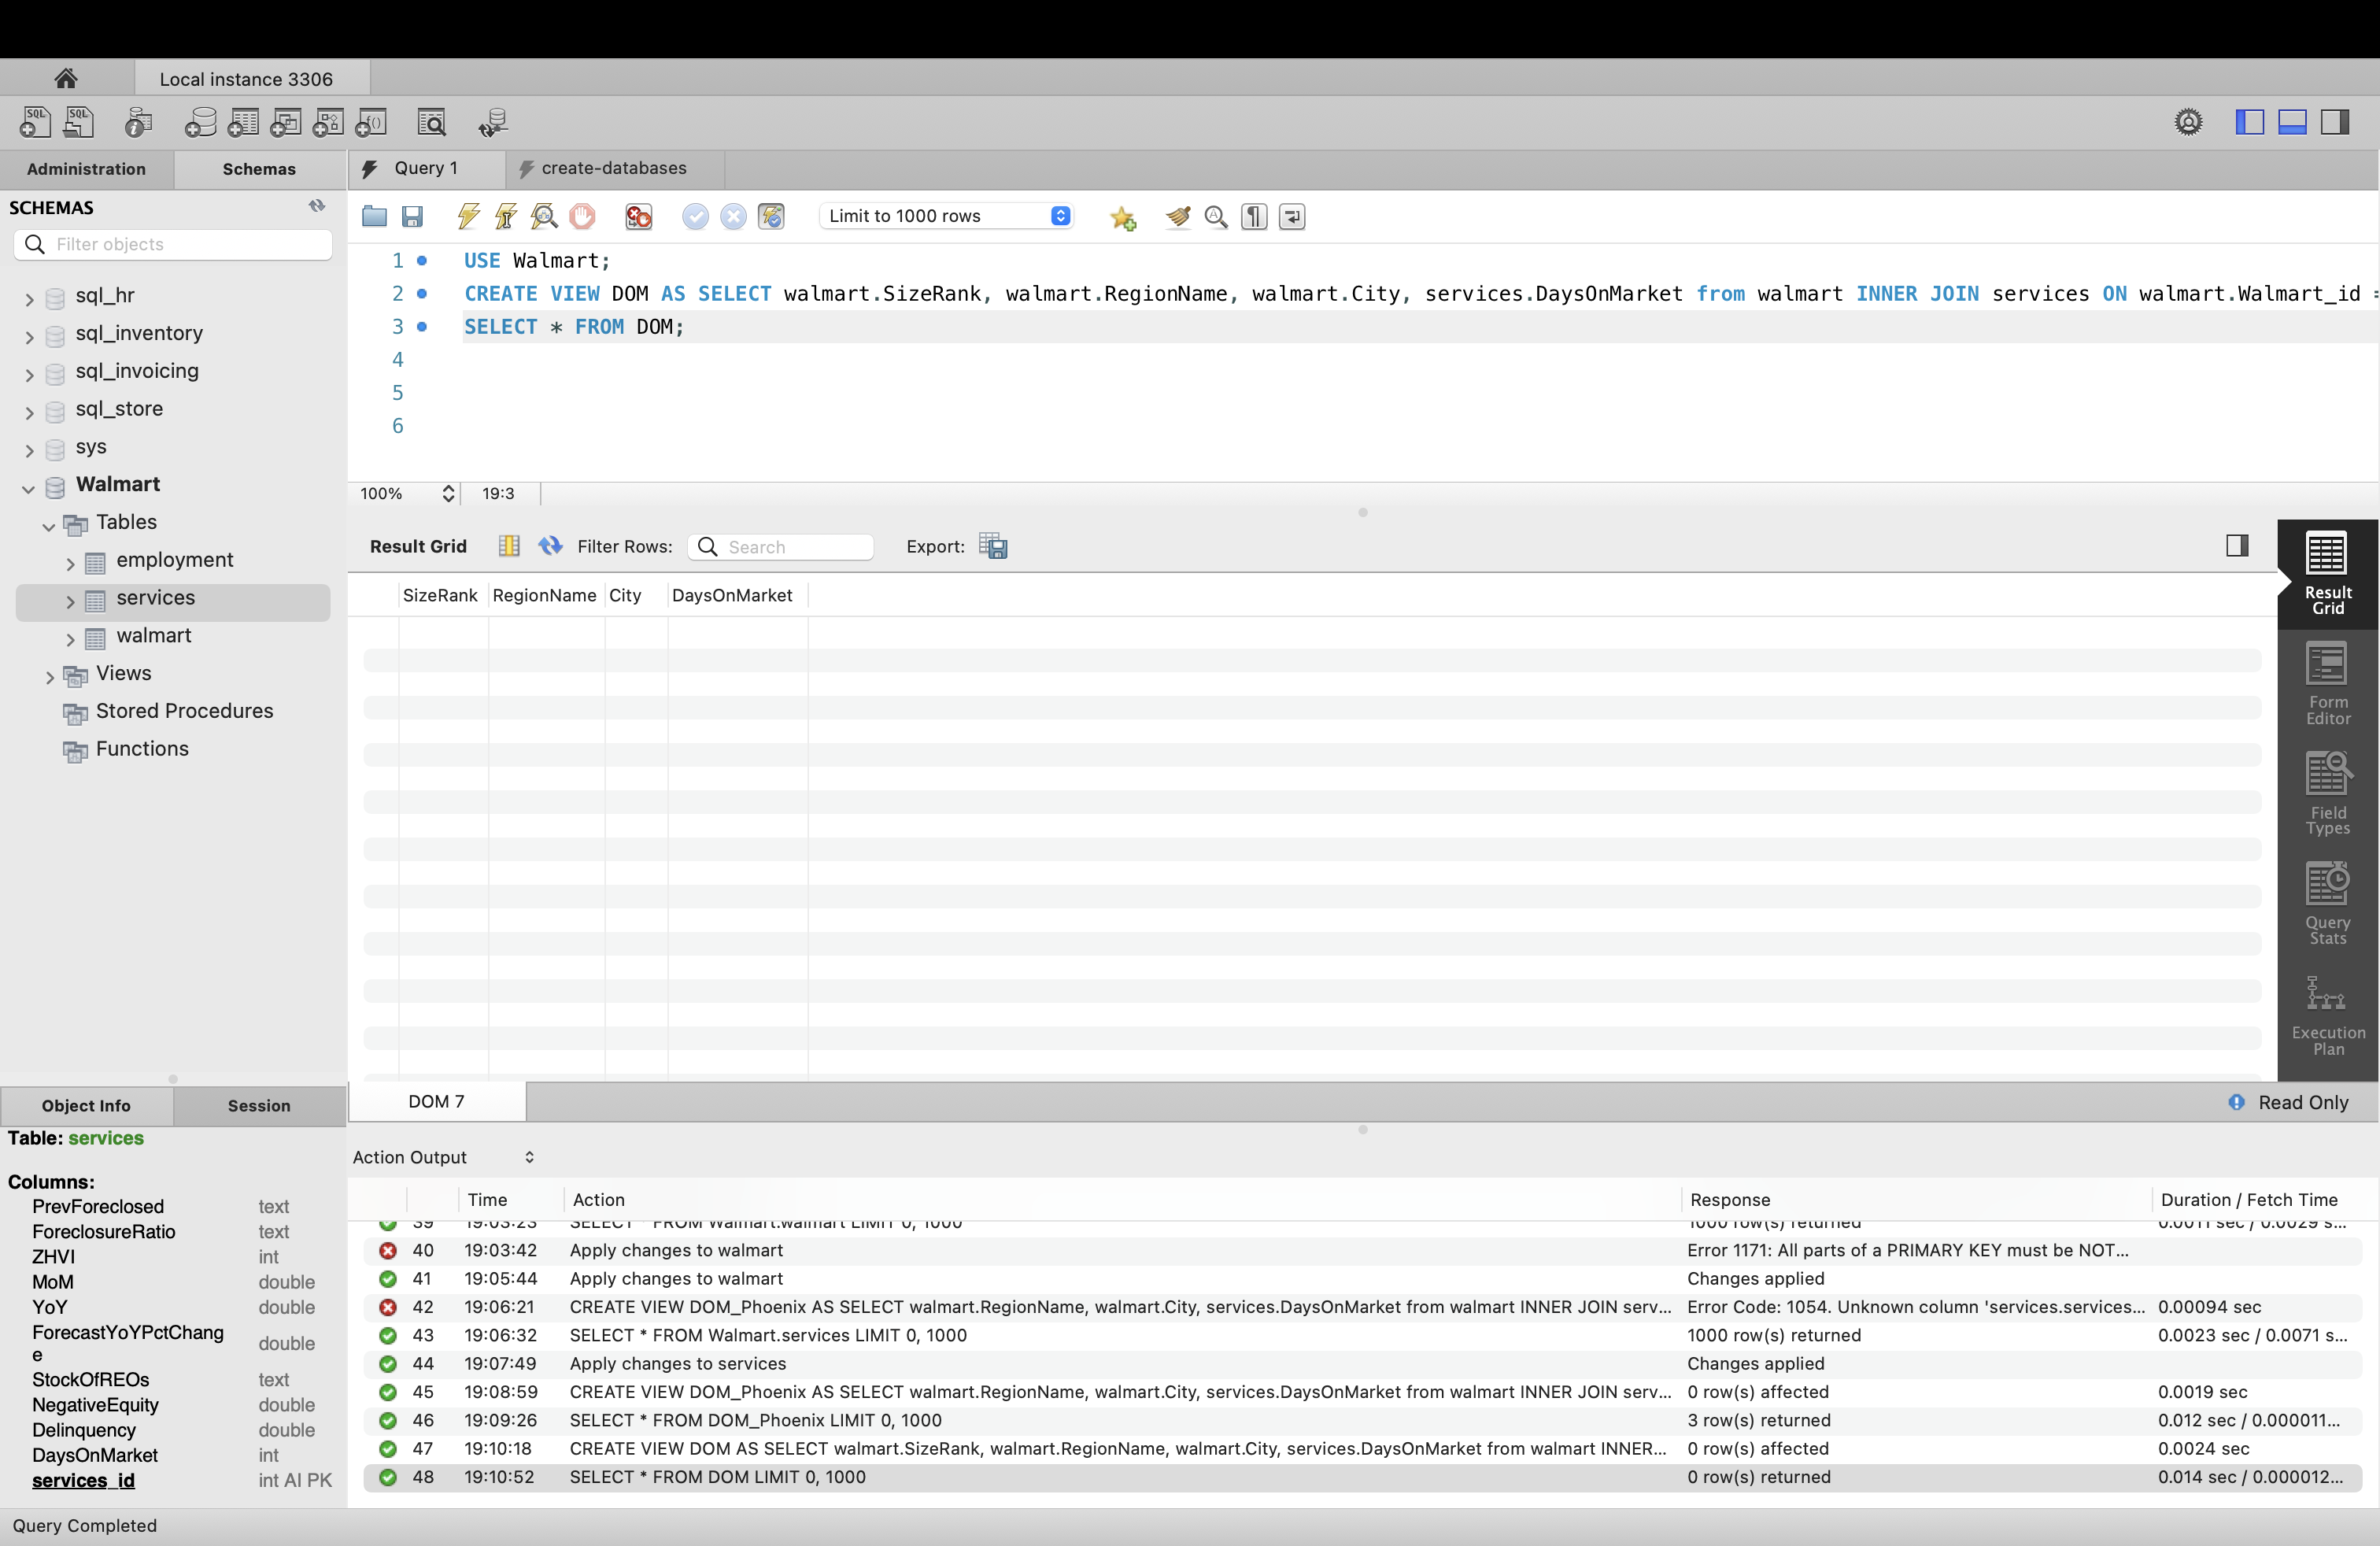 Local instance 3306
Administration
Schemas
Query 1
create-databases
SCHEMAS
Filter objects
Limit to 1000 rows
sql_hr
sql_inventory
sql_invoicing
sql_store
sys
Walmart
Tables
employment
services
walmart
Views
Stored Procedures
Functions
1 USE Walmart;
2 CREATE VIEW DOM AS SELECT walmart.SizeRank, walmart.RegionName, walmart.City, services.DaysOnMarket from walmart INNER JOIN services ON walmart.Walmart_id =
3 SELECT * FROM DOM;
4
5
6
100%
19:3
Result Grid
Filter Rows:
Search
Export:
SizeRank RegionName City DaysOnMarket
Result
Grid
Form
Editor
Field
Types
Query
Stats
Execution
Plan
DOM 7
Read Only
Object Info
Session
Table: services
Columns:
PrevForeclosed text
ForeclosureRatio text
ZHVI int
MoM double
YoY double
ForecastYoYPctChang
e double
StockOfREOs text
NegativeEquity double
Delinquency double
DaysOnMarket int
services_id int AI PK
Action Output
Time Action Response Duration / Fetch Time
39 19:03:23 SELECT * FROM Walmart.walmart LIMIT 0, 1000 1000 row(s) returned 0.0011 sec / 0.0029 s...
40 19:03:42 Apply changes to walmart Error 1171: All parts of a PRIMARY KEY must be NOT...
41 19:05:44 Apply changes to walmart Changes applied
42 19:06:21 CREATE VIEW DOM_Phoenix AS SELECT walmart.RegionName, walmart.City, services.DaysOnMarket from walmart INNER JOIN serv... Error Code: 1054. Unknown column 'services.services... 0.00094 sec
43 19:06:32 SELECT * FROM Walmart.services LIMIT 0, 1000 1000 row(s) returned 0.0023 sec / 0.0071 s...
44 19:07:49 Apply changes to services Changes applied
45 19:08:59 CREATE VIEW DOM_Phoenix AS SELECT walmart.RegionName, walmart.City, services.DaysOnMarket from walmart INNER JOIN serv... 0 row(s) affected 0.0019 sec
46 19:09:26 SELECT * FROM DOM_Phoenix LIMIT 0, 1000 3 row(s) returned 0.012 sec / 0.000011...
47 19:10:18 CREATE VIEW DOM AS SELECT walmart.SizeRank, walmart.RegionName, walmart.City, services.DaysOnMarket from walmart INNER... 0 row(s) affected 0.0024 sec
48 19:10:52 SELECT * FROM DOM LIMIT 0, 1000 0 row(s) returned 0.014 sec / 0.000012...
Query Completed